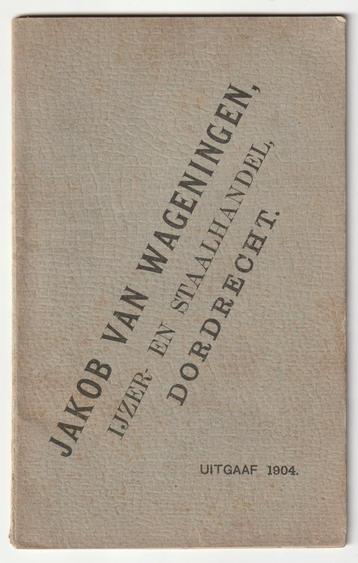 JAKOB VAN WAGENINGEN,
IJZER- EN STAALHANDEL,
DORDRECHT.
UITGAAF 1904.